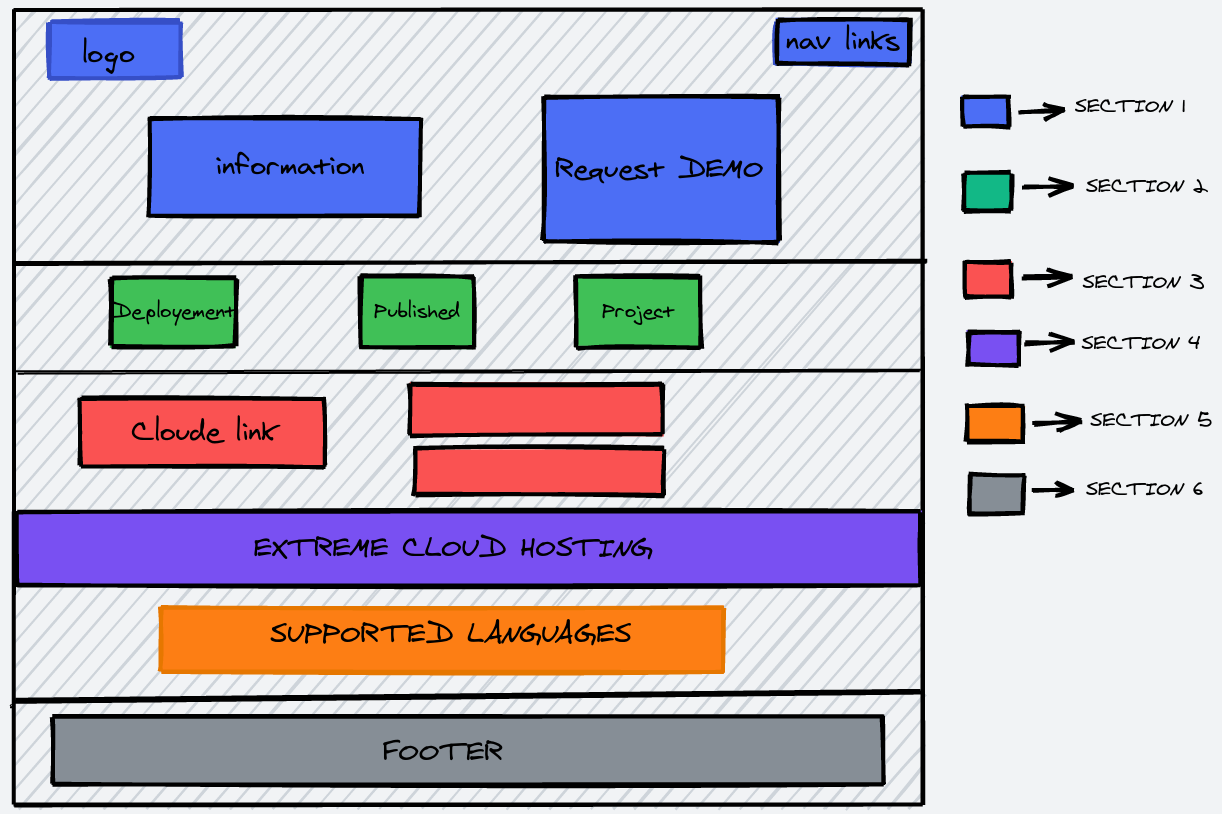 logo
nav links
information
Request DEMO
Deployement
Published
Project
Cloude link
EXTREME CLOUD HOSTING
SUPPORTED LANGUAGES
FOOTER
SECTION 1
SECTION 2
SECTION 3
SECTION 4
SECTION 5
SECTION 6